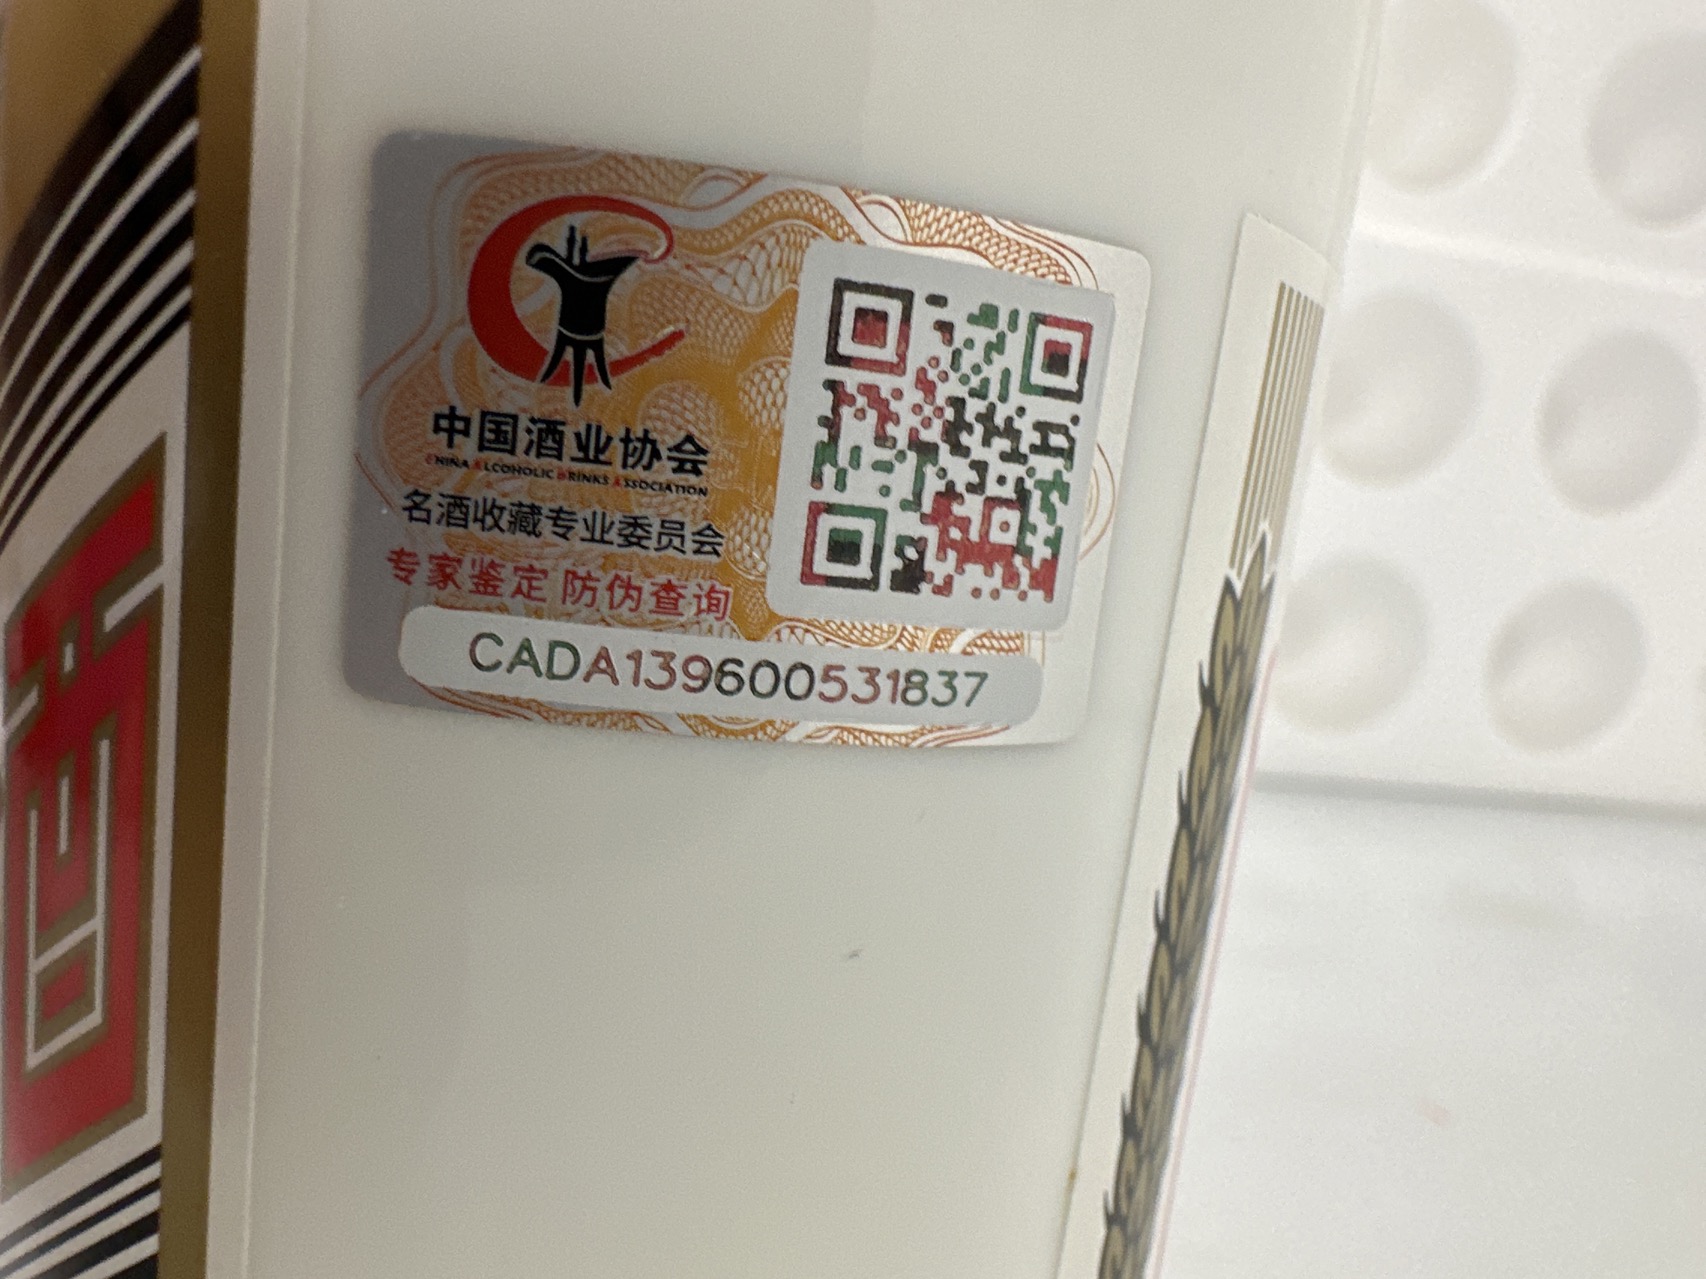 中国酒业协会
CHINA ALCOHOLIC DRINKS ASSOCIATION
名酒收藏专业委员会
专家鉴定 防伪查询
CADA139600531837